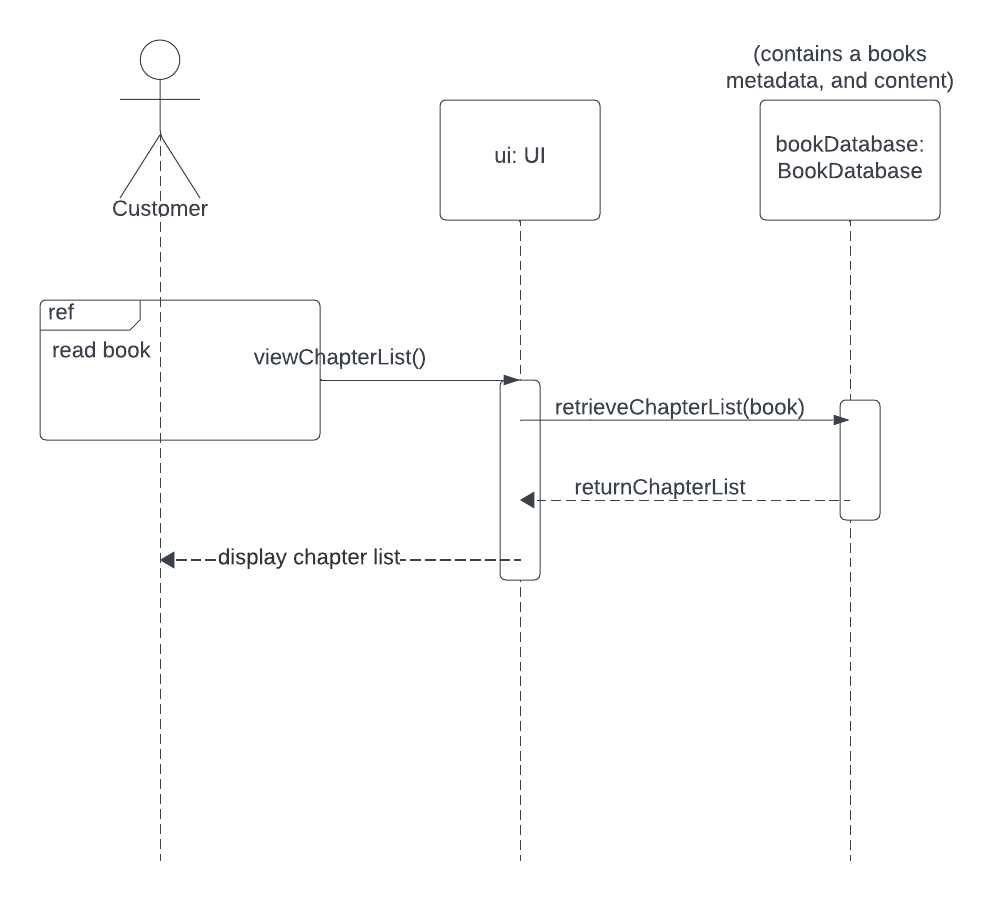 (contains a books
metadata, and content)
ui: UI
bookDatabase:
BookDatabase
Customer
ref
read book
viewChapterList()
retrieveChapterList(book)
returnChapterList
display chapter list